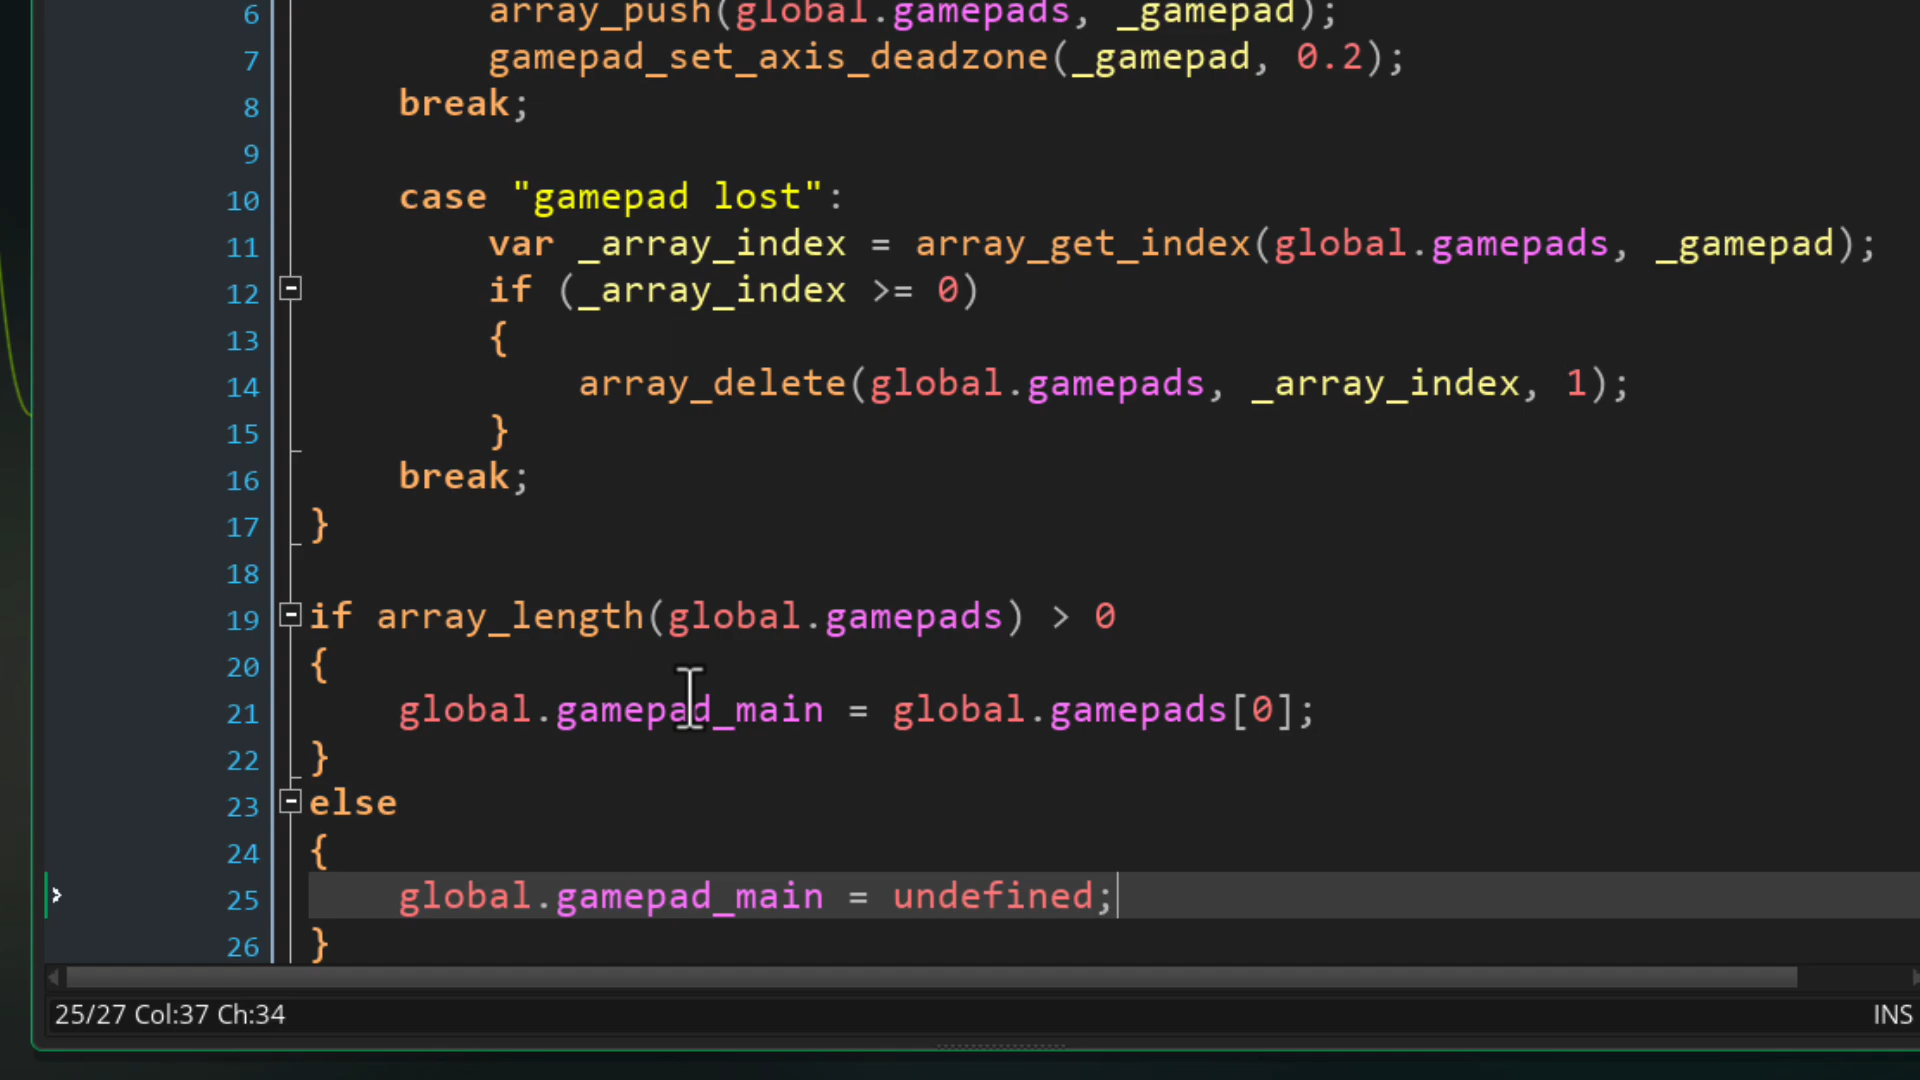 6 array_push(global.gamepads, _gamepad);
7 gamepad_set_axis_deadzone(_gamepad, 0.2);
8 break;
9
10 case "gamepad lost":
11 var _array_index = array_get_index(global.gamepads, _gamepad);
12 if (_array_index >= 0)
13 {
14 array_delete(global.gamepads, _array_index, 1);
15 }
16 break;
17 }
18
19 if array_length(global.gamepads) > 0
20 {
21 global.gamepad_main = global.gamepads[0];
22 }
23 else
24 {
25 global.gamepad_main = undefined;
26 }
25/27 Col:37 Ch:34 INS